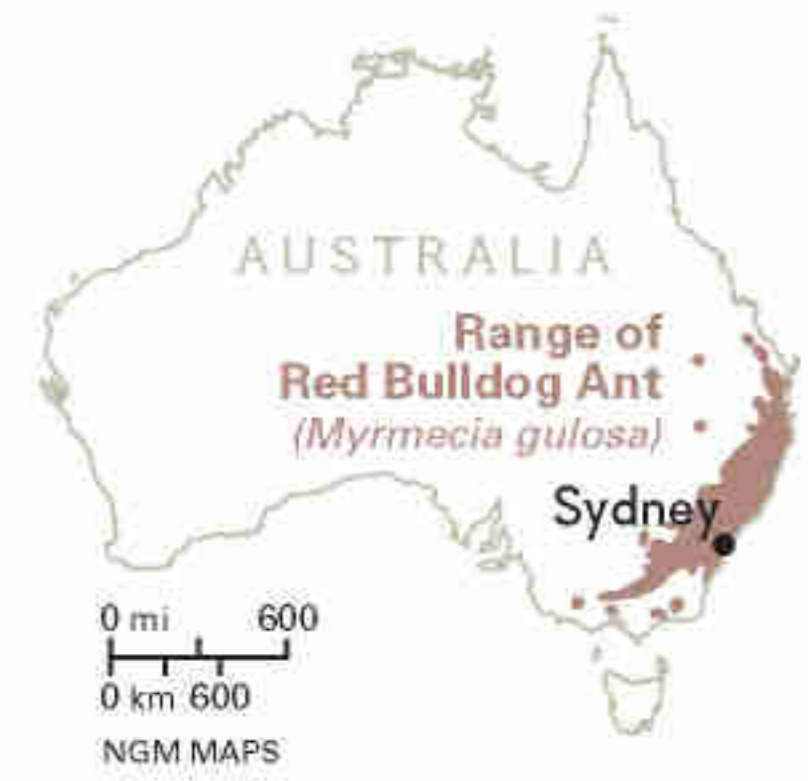 AUSTRALIA
Range of
Red Bulldog Ant
(Myrmecia gulosa)
Sydney
0 mi 600
0 km 600
NGM MAPS